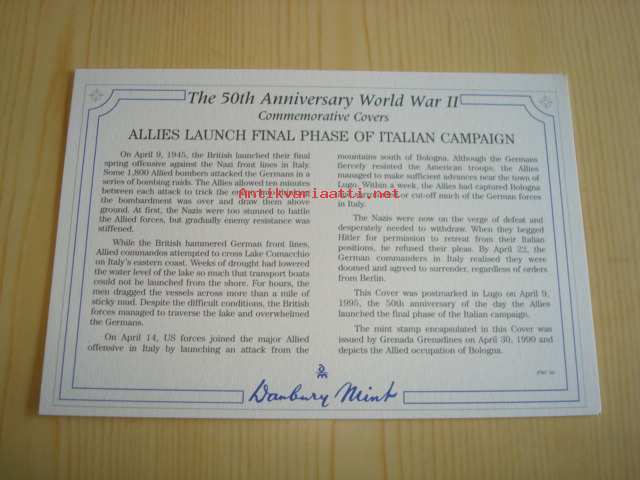 The 50th Anniversary World War II
Commemorative Covers
ALLIES LAUNCH FINAL PHASE OF ITALIAN CAMPAIGN
On April 9, 1945, the British launched their final
spring offensive against the Nazi front lines in Italy.
Some 1,800 Allied bombers attacked the Germans in a
series of bombing raids. The Allies allowed ten minutes
between each attack to trick the enemy into believing
the bombardment was over and draw them above
ground. At first, the Nazis were too stunned to battle
the Allied forces, but gradually enemy resistance was
stiffened.
While the British hammered German front lines,
Allied commandos attempted to cross Lake Comacchio
on Italy's eastern coast. Weeks of drought had lowered
the water level of the lake so much that transport boats
could not be launched from the shore. For hours, the
men dragged the vessels across more than a mile of
sticky mud. Despite the difficult conditions, the British
forces managed to traverse the lake and overwhelmed
the Germans.
On April 14, US forces joined the major Allied
offensive in Italy by launching an attack from the
mountains south of Bologna. Although the Germans
fiercely resisted the American troops, the Allies
managed to make sufficient advances near the town of
Lugo. Within a week, the Allies had captured Bologna
and surrounded or cut-off much of the German forces
in Italy.
The Nazis were now on the verge of defeat and
desperately needed to withdraw. When they begged
Hitler for permission to retreat from their Italian
positions, he refused their pleas. By April 22, the
German commanders in Italy realised they were
doomed and agreed to surrender, regardless of orders
from Berlin.
This Cover was postmarked in Lugo on April 9,
1995, the 50th anniversary of the day the Allies
launched the final phase of the Italian campaign.
The mint stamp encapsulated in this Cover was
issued by Grenada Grenadines on April 30, 1990 and
depicts the Allied occupation of Bologna.
Danbury Mint
Antikvariaatti.net